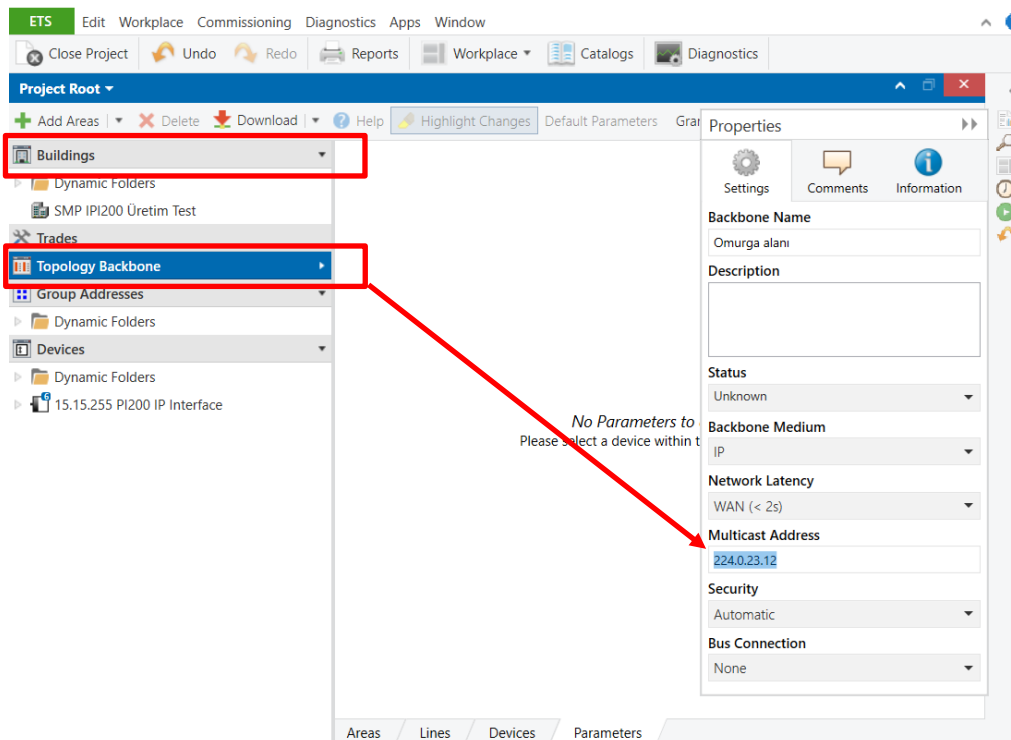 ETS Edit Workplace Commissioning Diagnostics Apps Window
Close Project Undo Redo Reports Workplace Catalogs Diagnostics
Project Root
Add Areas Delete Download Help Highlight Changes Default Parameters
Buildings
Dynamic Folders
SMP IPI200 Üretim Test
Trades
Topology Backbone
Group Addresses
Dynamic Folders
Devices
Dynamic Folders
15.15.255 PI200 IP Interface
No Parameters to
Please select a device within t
Properties
Settings Comments Information
Backbone Name
Omurga alanı
Description
Status
Unknown
Backbone Medium
IP
Network Latency
WAN (< 2s)
Multicast Address
224.0.23.12
Security
Automatic
Bus Connection
None
Areas Lines Devices Parameters